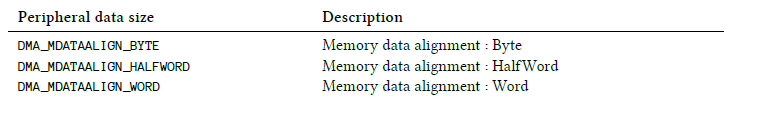 Peripheral data size Description
DMA_MDATAALIGN_BYTE Memory data alignment : Byte
DMA_MDATAALIGN_HALFWORD Memory data alignment : HalfWord
DMA_MDATAALIGN_WORD Memory data alignment : Word